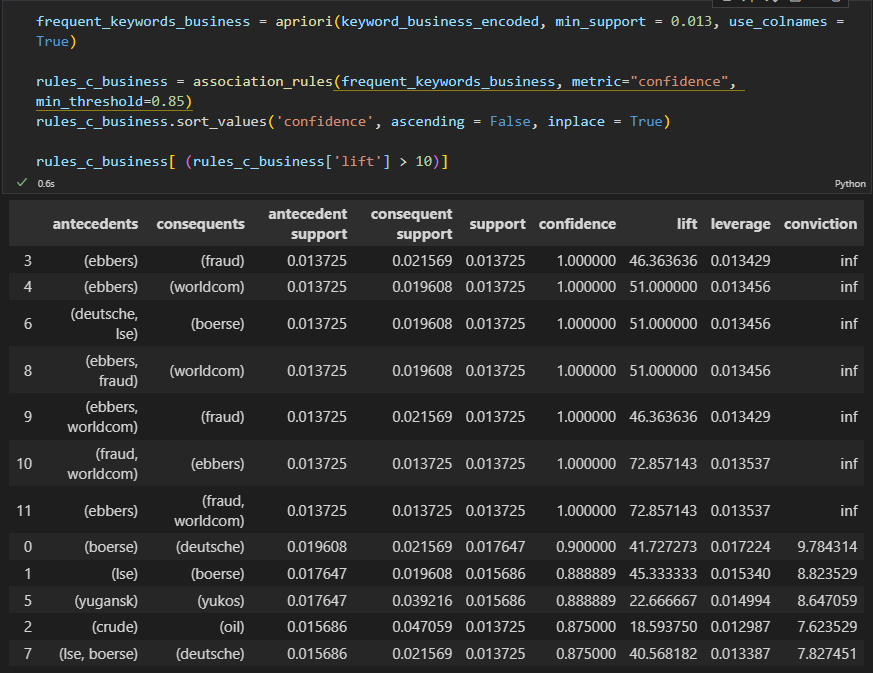 frequent_keywords_business = apriori(keyword_business_encoded, min_support = 0.013, use_colnames =
True)
rules_c_business = association_rules(frequent_keywords_business, metric="confidence",
min_threshold=0.85)
rules_c_business.sort_values('confidence', ascending = False, inplace = True)
rules_c_business[ (rules_c_business['lift'] > 10)]
0.6s Python
antecedents consequents antecedent support consequent support support confidence lift leverage conviction
3 (ebbers) (fraud) 0.013725 0.021569 0.013725 1.000000 46.363636 0.013429 inf
4 (ebbers) (worldcom) 0.013725 0.019608 0.013725 1.000000 51.000000 0.013456 inf
6 (deutsche, lse) (boerse) 0.013725 0.019608 0.013725 1.000000 51.000000 0.013456 inf
8 (ebbers, fraud) (worldcom) 0.013725 0.019608 0.013725 1.000000 51.000000 0.013456 inf
9 (ebbers, worldcom) (fraud) 0.013725 0.021569 0.013725 1.000000 46.363636 0.013429 inf
10 (fraud, worldcom) (ebbers) 0.013725 0.013725 0.013725 1.000000 72.857143 0.013537 inf
11 (ebbers) (fraud, worldcom) 0.013725 0.013725 0.013725 1.000000 72.857143 0.013537 inf
0 (boerse) (deutsche) 0.019608 0.021569 0.017647 0.900000 41.727273 0.017224 9.784314
1 (lse) (boerse) 0.017647 0.019608 0.015686 0.888889 45.333333 0.015340 8.823529
5 (yugansk) (yukos) 0.017647 0.039216 0.015686 0.888889 22.666667 0.014994 8.647059
2 (crude) (oil) 0.015686 0.047059 0.013725 0.875000 18.593750 0.012987 7.623529
7 (lse, boerse) (deutsche) 0.015686 0.021569 0.013725 0.875000 40.568182 0.013387 7.827451